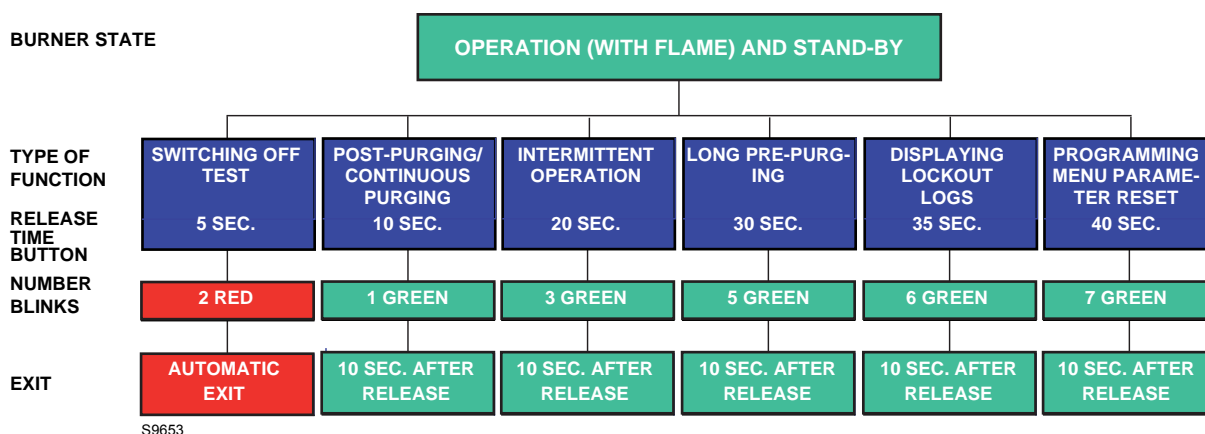 BURNER STATE
OPERATION (WITH FLAME) AND STAND-BY
TYPE OF
FUNCTION
SWITCHING OFF
TEST
POST-PURGING/
CONTINUOUS
PURGING
INTERMITTENT
OPERATION
LONG PRE-PURG-
ING
DISPLAYING
LOCKOUT
LOGS
PROGRAMMING
MENU PARAME-
TER RESET
RELEASE
TIME
BUTTON
5 SEC.
10 SEC.
20 SEC.
30 SEC.
35 SEC.
40 SEC.
NUMBER
BLINKS
2 RED
1 GREEN
3 GREEN
5 GREEN
6 GREEN
7 GREEN
EXIT
AUTOMATIC
EXIT
10 SEC. AFTER
RELEASE
10 SEC. AFTER
RELEASE
10 SEC. AFTER
RELEASE
10 SEC. AFTER
RELEASE
10 SEC. AFTER
RELEASE
S9653